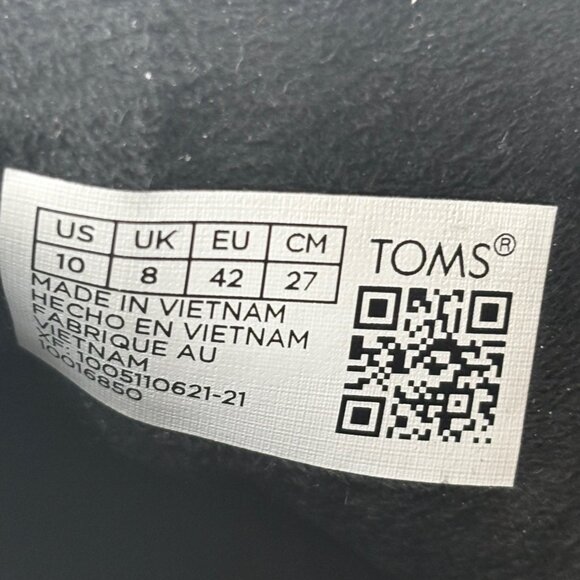 US UK EU CM
10 8 42 27
TOMS®
MADE IN VIETNAM
HECHO EN VIETNAM
FABRIQUE AU
VIETNAM
1005110621-21
10016850